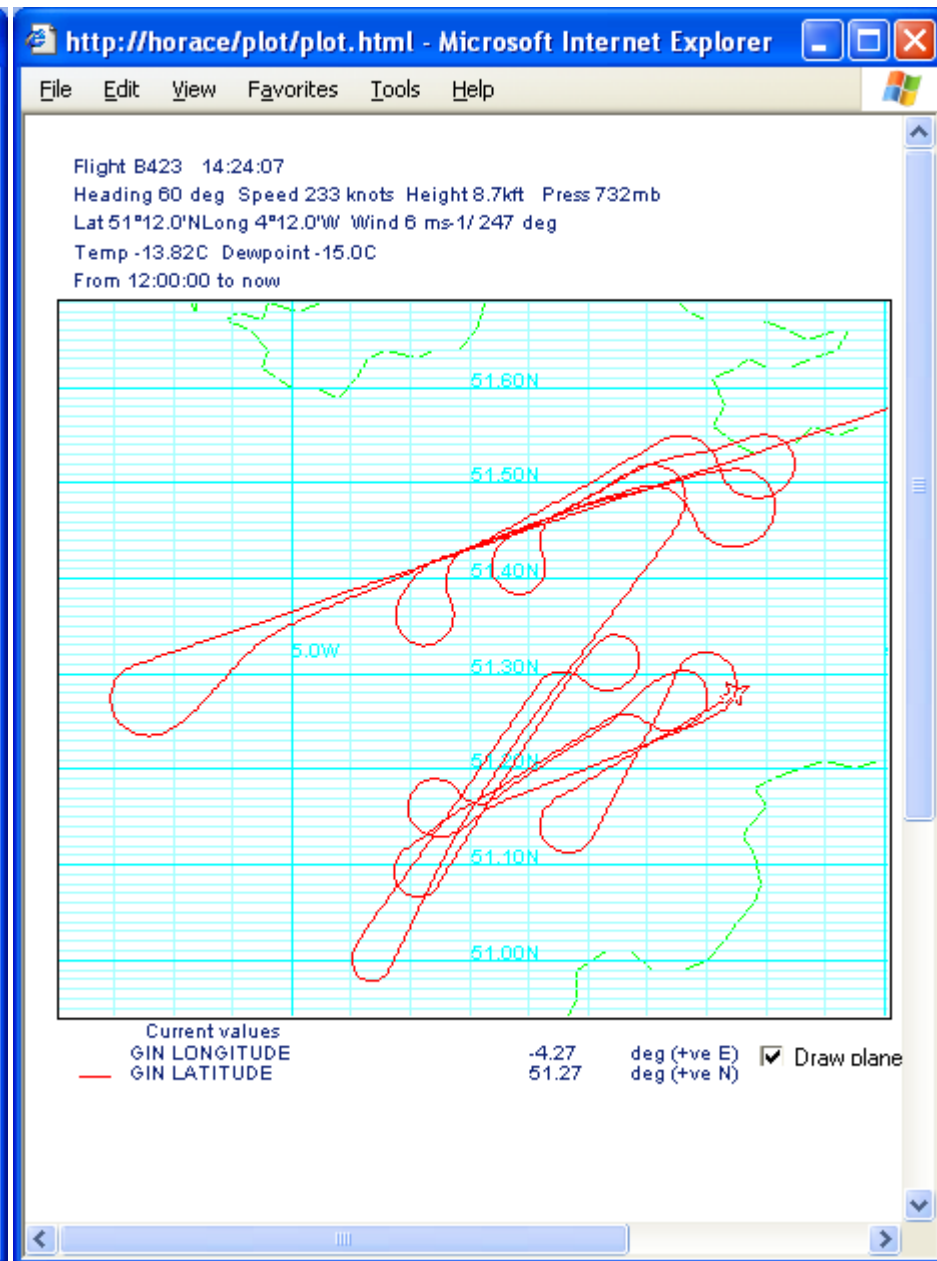 http://horace/plot/plot.html - Microsoft Internet Explorer
File Edit View Favorites Tools Help
Flight B423 14:24:07
Heading 60 deg Speed 233 knots Height 8.7kft Press 732mb
Lat 51°12.0'NLong 4°12.0'W Wind 6 ms-1/ 247 deg
Temp -13.82C Dewpoint -15.0C
From 12:00:00 to now
51.60N
51.50N
51.40N
5.0W
51.30N
51.20N
51.10N
51.00N
Current values
GIN LONGITUDE -4.27 deg (+ve E)
GIN LATITUDE 51.27 deg (+ve N)
Draw plane